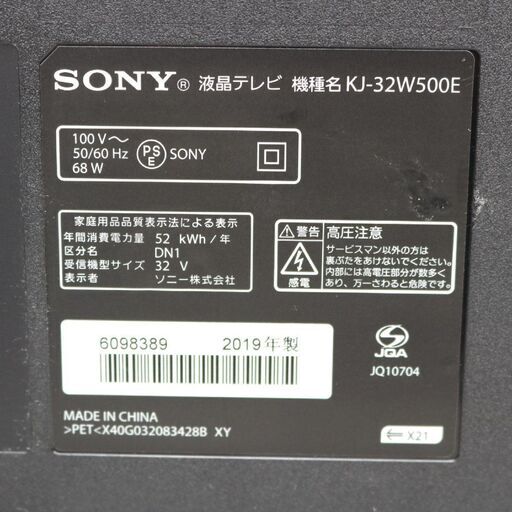 SONY® 液晶テレビ 機種名 KJ-32W500E
100 V〜
50/60 Hz
68 W
PS
E
SONY
家庭用品品質表示法による表示
年間消費電力量 52 kWh/年
区分名 DN1
受信機型サイズ 32 V
表示者 ソニー株式会社
警告 高圧注意
サービスマン以外の方は
裏ぶたをあけないでください。
内部には高電圧部分が数多く
あり、万一さわると危険です。
感電
6098389 2019年製
JQA
JQ10704
MADE IN CHINA
>PET<X40G032083428B XY
X21